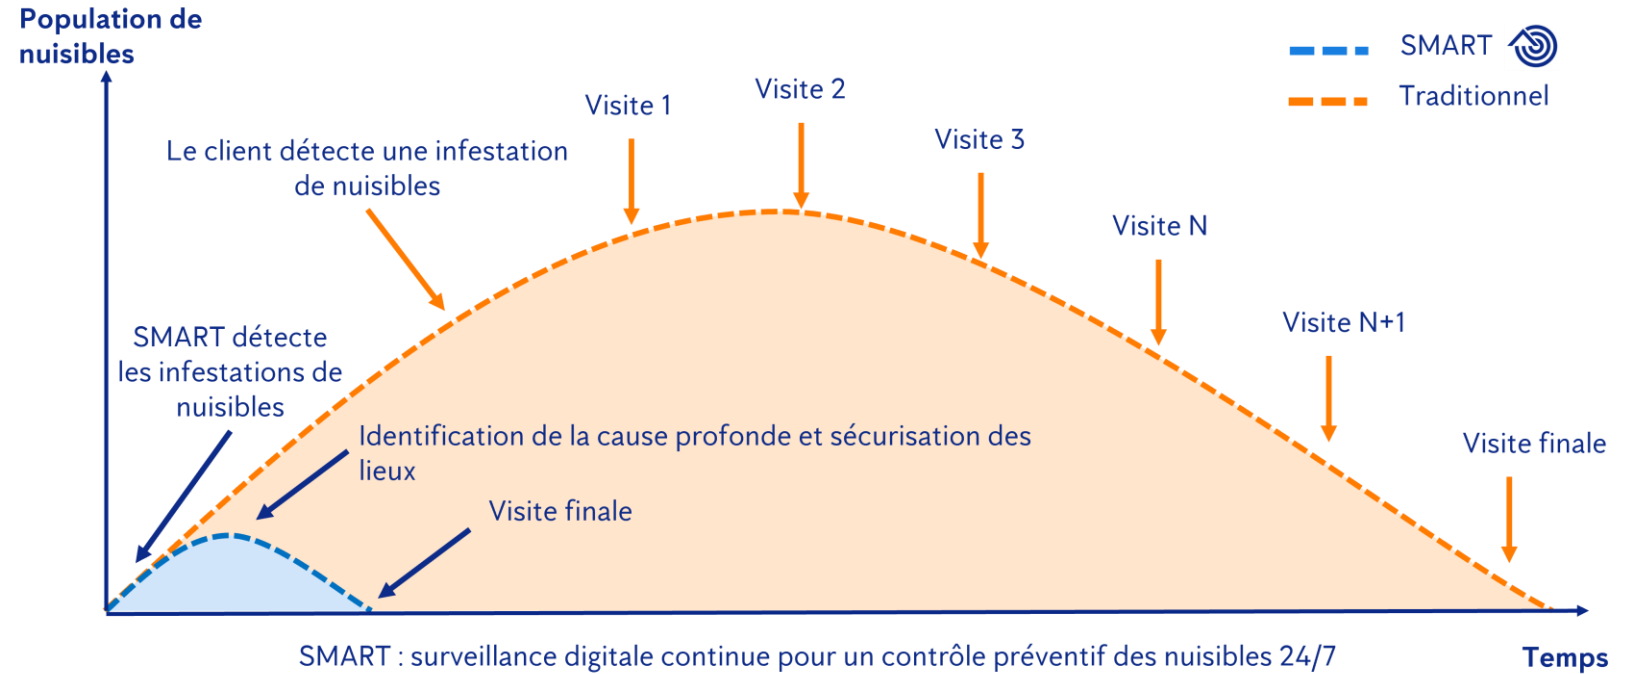 Population de
nuisibles
SMART
Traditionnel
Visite 1
Visite 2
Visite 3
Visite N
Visite N+1
Visite finale
Le client détecte une infestation
de nuisibles
SMART détecte
les infestations de
nuisibles
Identification de la cause profonde et sécurisation des
lieux
Visite finale
SMART : surveillance digitale continue pour un contrôle préventif des nuisibles 24/7
Temps